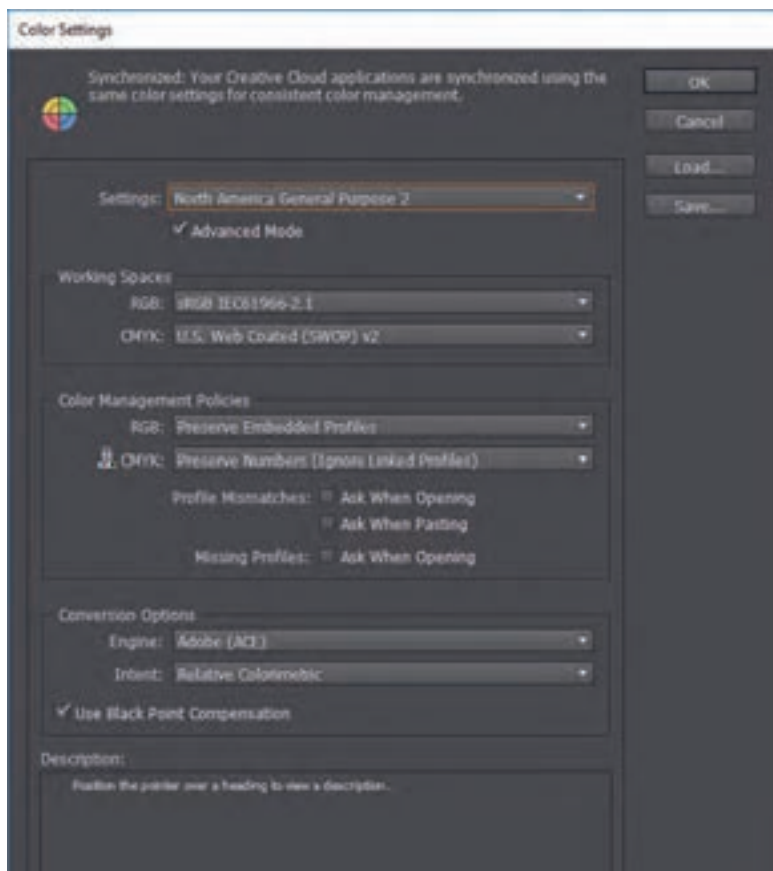 Color Settings
Synchronized: Your Creative Cloud applications are synchronized using the
same color settings for consistent color management.
OK
Cancel
Load...
Save...
Settings: North America General Purpose 2
Advanced Mode
Working Spaces
RGB: sRGB IEC61966-2.1
CMYK: U.S. Web Coated (SWOP) v2
Color Management Policies
RGB: Preserve Embedded Profiles
CMYK: Preserve Numbers (Ignore Linked Profiles)
Profile Mismatches: Ask When Opening
Ask When Pasting
Missing Profiles: Ask When Opening
Conversion Options
Engine: Adobe (ACE)
Intent: Relative Colorimetric
Use Black Point Compensation
Description:
Position the pointer over a heading to view a description.